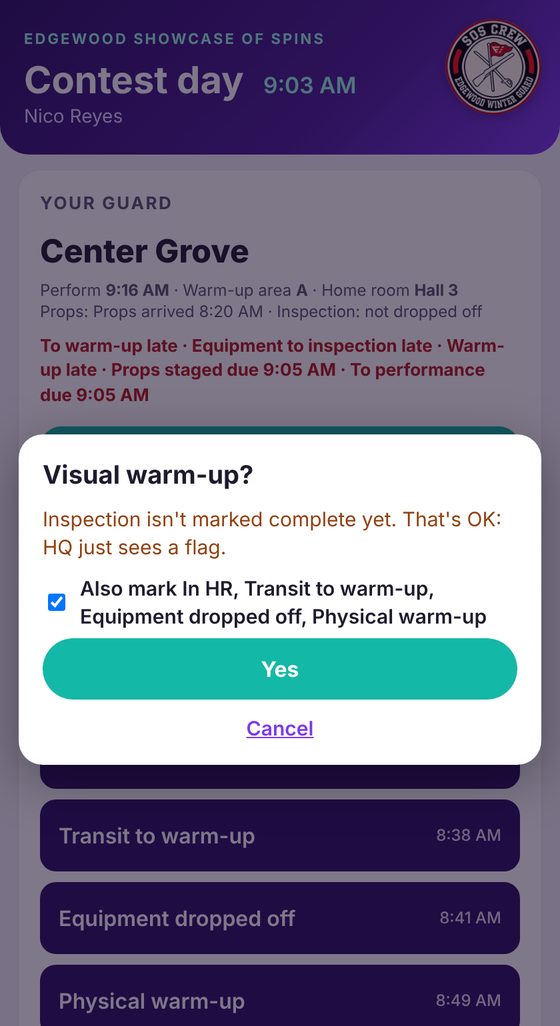 EDGEWOOD SHOWCASE OF SPINS
Contest day 9:03 AM
Nico Reyes
SOS CREW
EDGEWOOD WINTER GUARD
YOUR GUARD
Center Grove
Perform 9:16 AM · Warm-up area A · Home room Hall 3
Props: Props arrived 8:20 AM · Inspection: not dropped off
To warm-up late · Equipment to inspection late · Warm-
up late · Props staged due 9:05 AM · To performance
due 9:05 AM
Visual warm-up?
Inspection isn't marked complete yet. That's OK:
HQ just sees a flag.
Also mark In HR, Transit to warm-up,
Equipment dropped off, Physical warm-up
Yes
Cancel
Transit to warm-up 8:38 AM
Equipment dropped off 8:41 AM
Physical warm-up 8:49 AM